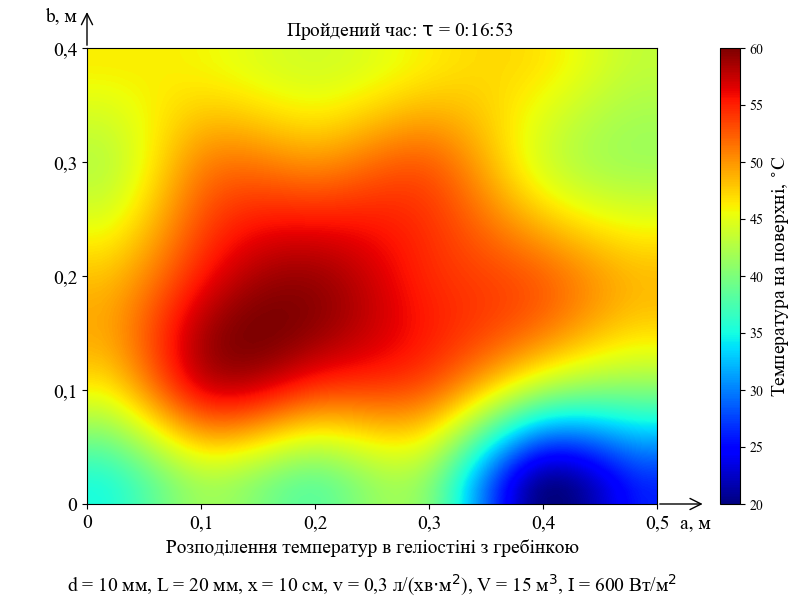 b, м
Пройдений час: τ = 0:16:53
0,4
0,3
0,2
0,1
0
0 0,1 0,2 0,3 0,4 0,5 a, м
60
55
50
45
40
35
30
25
20
Температура на поверхні, °C
Розподілення температур в геліостіні з гребінкою
d = 10 мм, L = 20 мм, x = 10 см, v = 0,3 л/(хв·м²), V = 15 м³, I = 600 Вт/м²